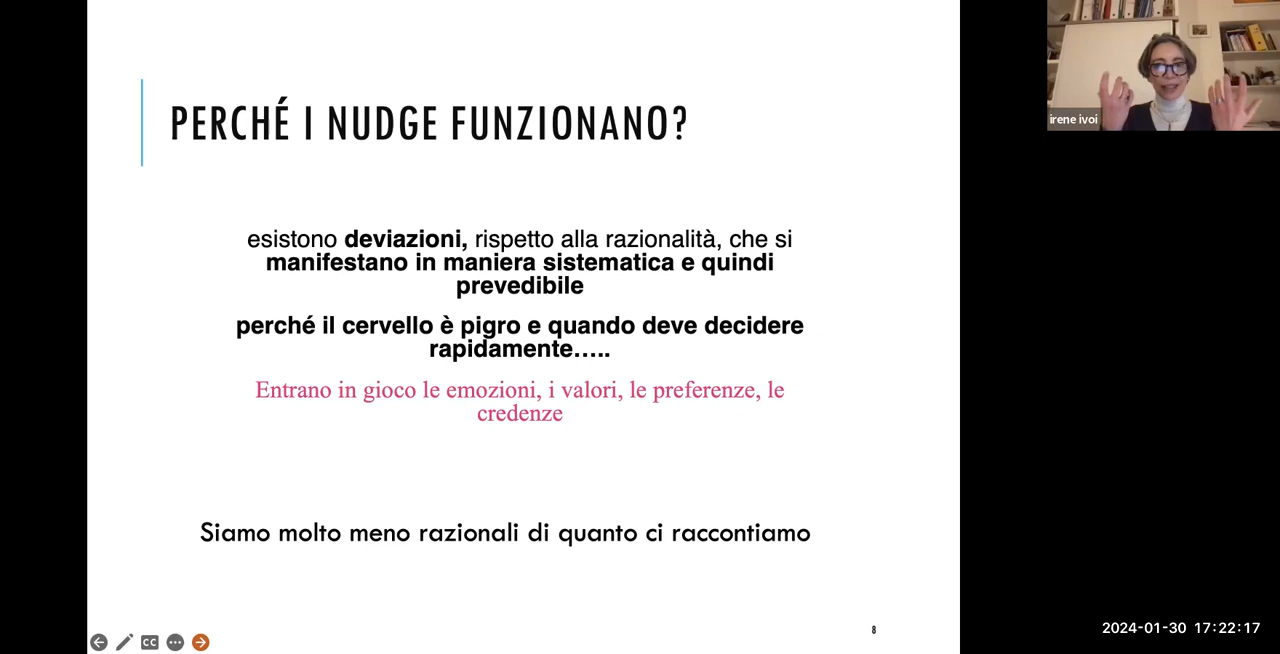 PERCHÉ I NUDGE FUNZIONANO?
esistono deviazioni, rispetto alla razionalità, che si
manifestano in maniera sistematica e quindi
prevedibile
perché il cervello è pigro e quando deve decidere
rapidamente.....
Entrano in gioco le emozioni, i valori, le preferenze, le
credenze
Siamo molto meno razionali di quanto ci raccontiamo
8
CC
irene ivoi
2024-01-30 17:22:17